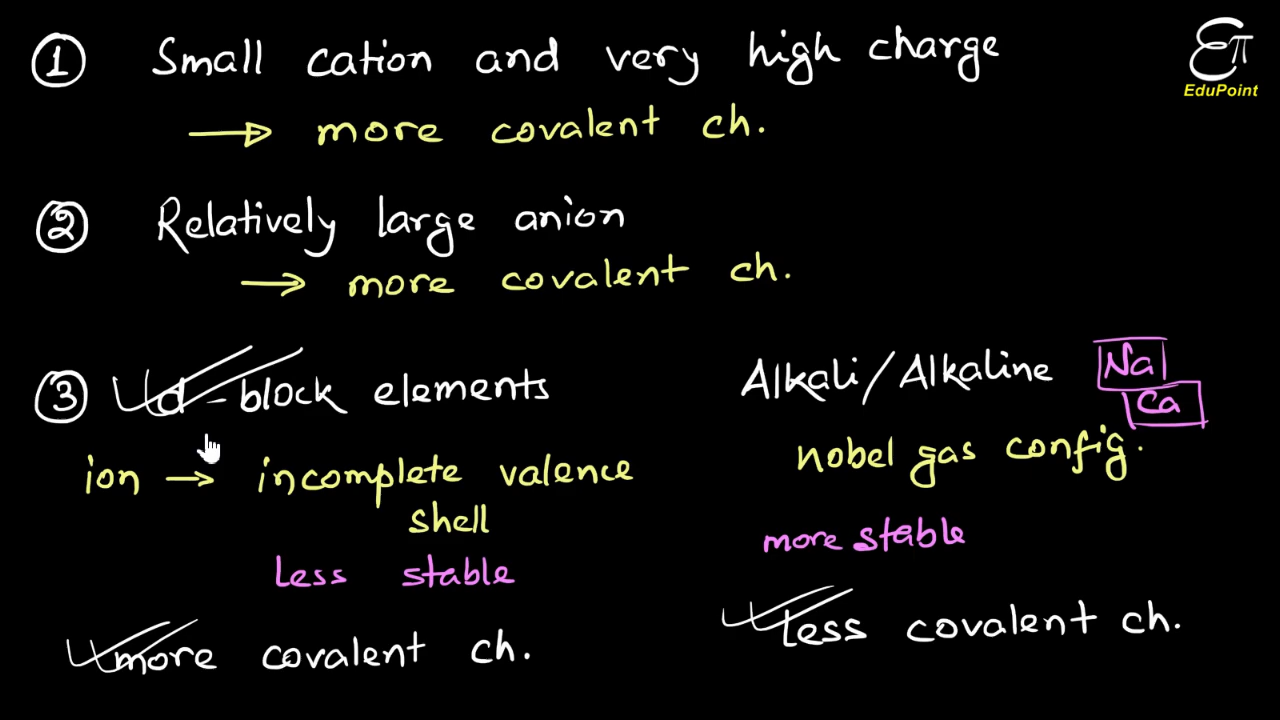 ① Small cation and very high charge
→ more covalent ch.
② Relatively large anion
→ more covalent ch.
③ d-block elements
ion → incomplete valence
shell
less stable
more covalent ch.
Alkali/Alkaline Na
Ca
nobel gas config.
more stable
less covalent ch.
Eπ
EduPoint